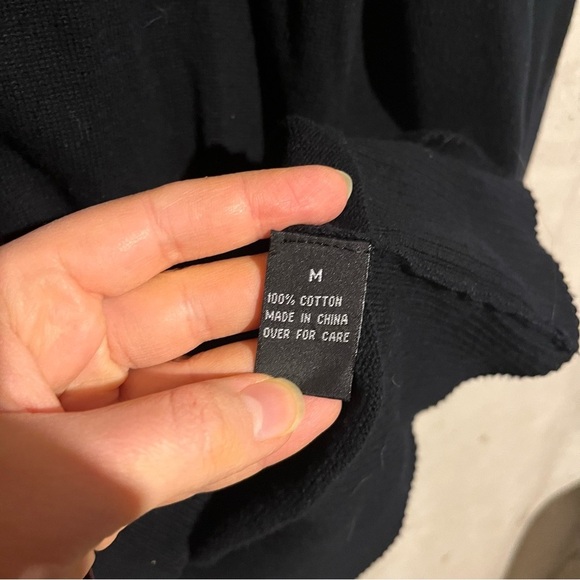 M
100% COTTON
MADE IN CHINA
OVER FOR CARE